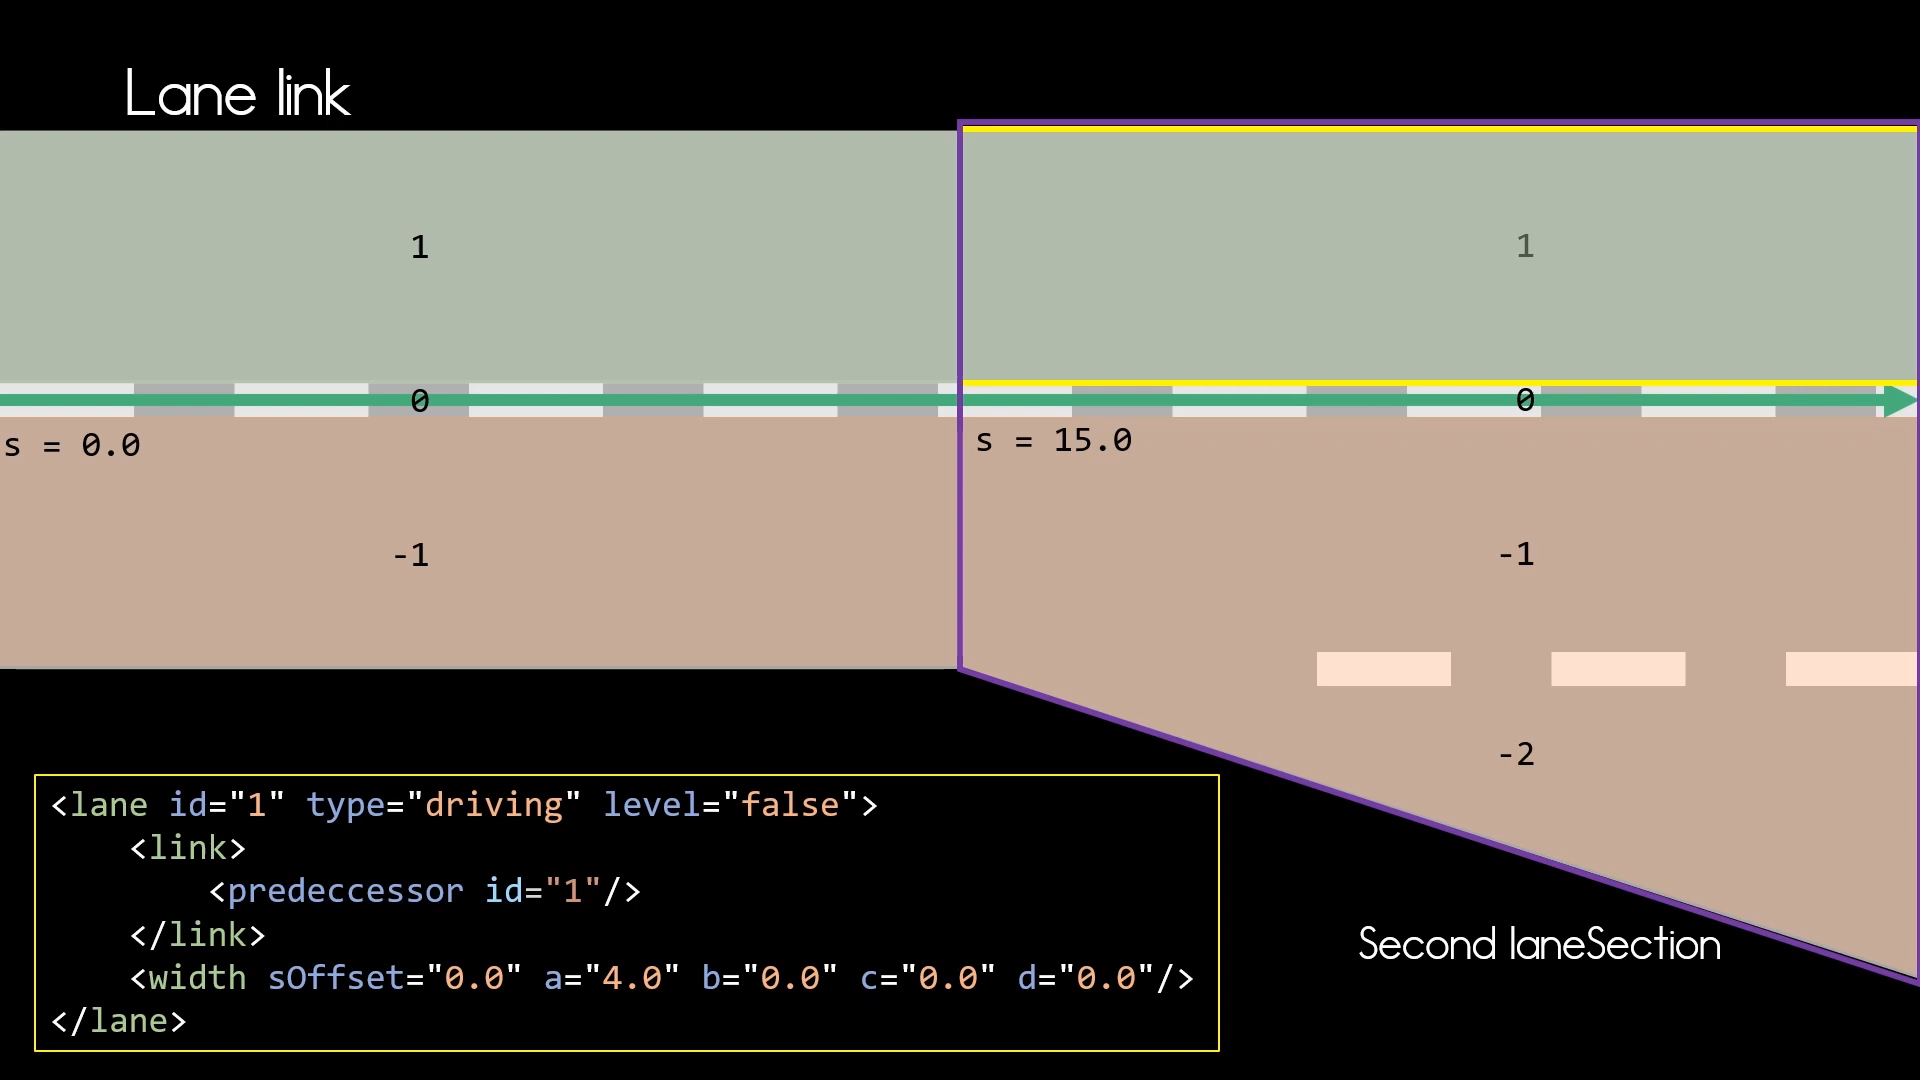 Lane link
1
1
0
0
s = 0.0
s = 15.0
-1
-1
-2
<lane id="1" type="driving" level="false">
<link>
<predeccessor id="1"/>
</link>
<width sOffset="0.0" a="4.0" b="0.0" c="0.0" d="0.0"/>
</lane>
Second laneSection